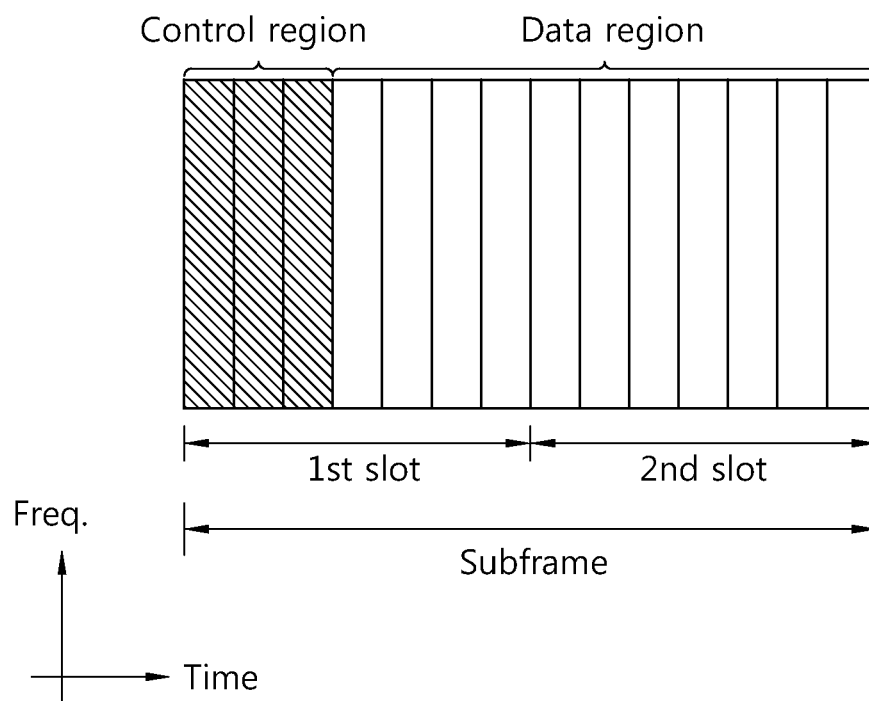 Control region
Data region
1st slot
2nd slot
Freq.
Subframe
Time